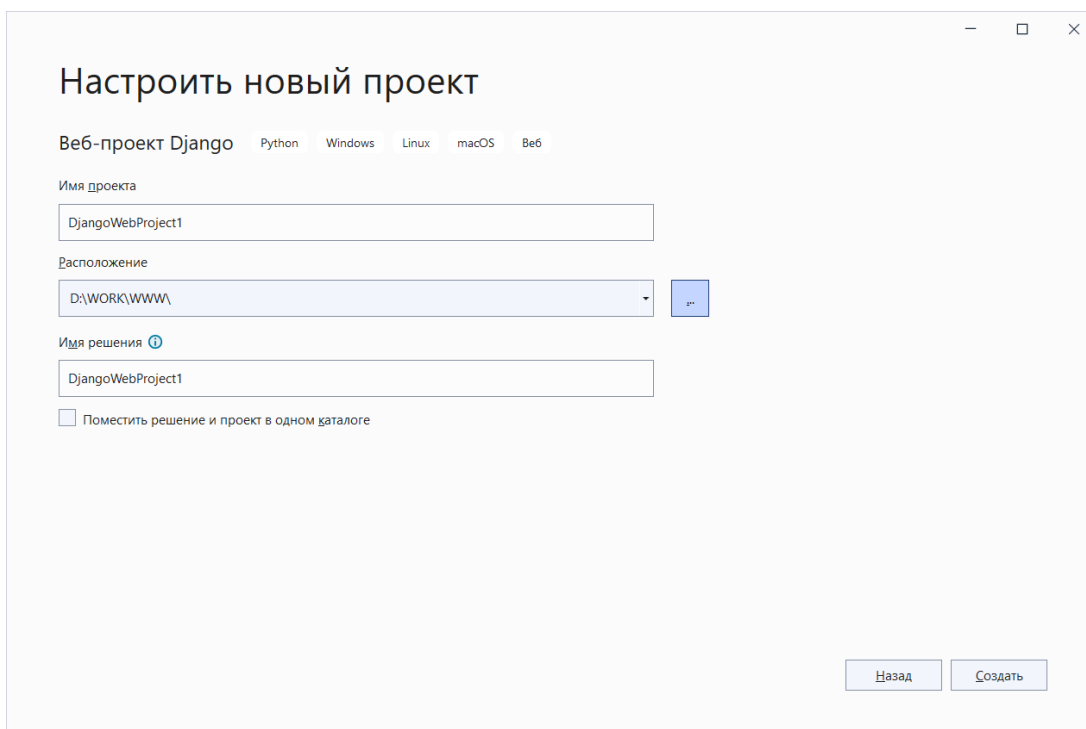 Настроить новый проект
Веб-проект Django Python Windows Linux macOS Веб
Имя проекта
DjangoWebProject1
Расположение
D:\WORK\WWW\
...
Имя решения
DjangoWebProject1
Поместить решение и проект в одном каталоге
Назад Создать